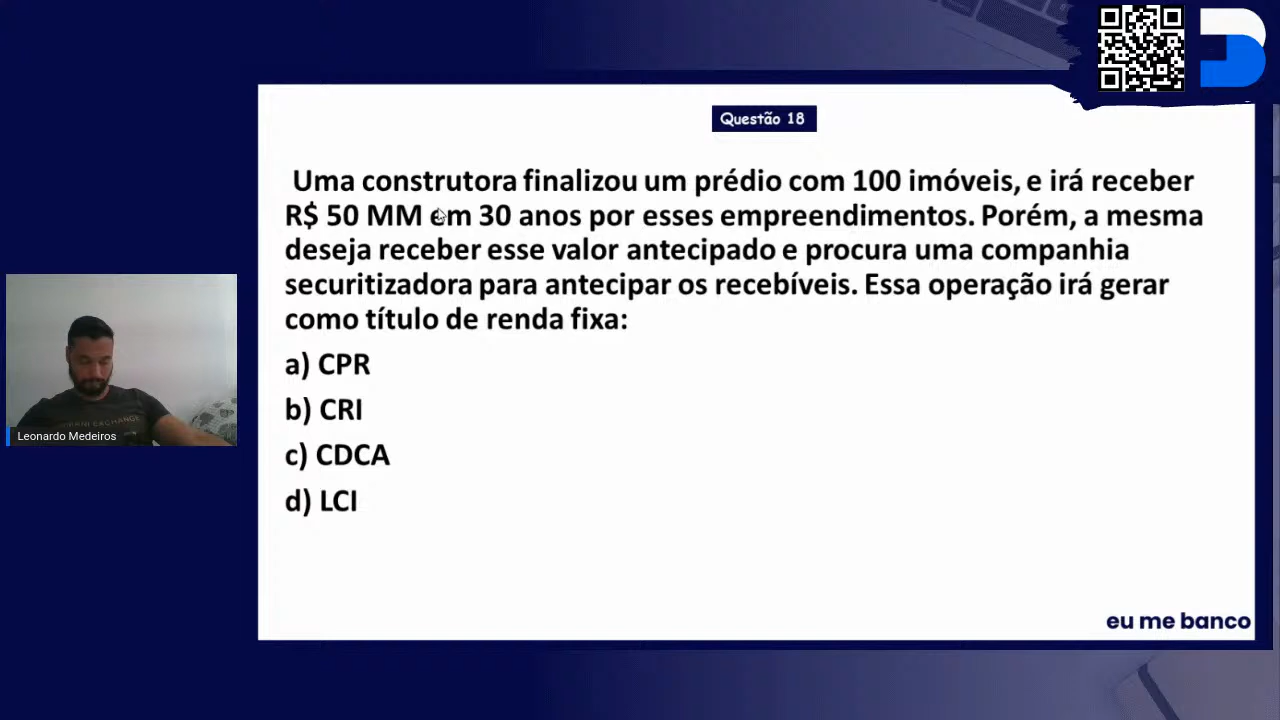 Questão 18
Uma construtora finalizou um prédio com 100 imóveis, e irá receber
R$ 50 MM em 30 anos por esses empreendimentos. Porém, a mesma
deseja receber esse valor antecipado e procura uma companhia
securitizadora para antecipar os recebíveis. Essa operação irá gerar
como título de renda fixa:
a) CPR
b) CRI
c) CDCA
d) LCI
Leonardo Medeiros
eu me banco